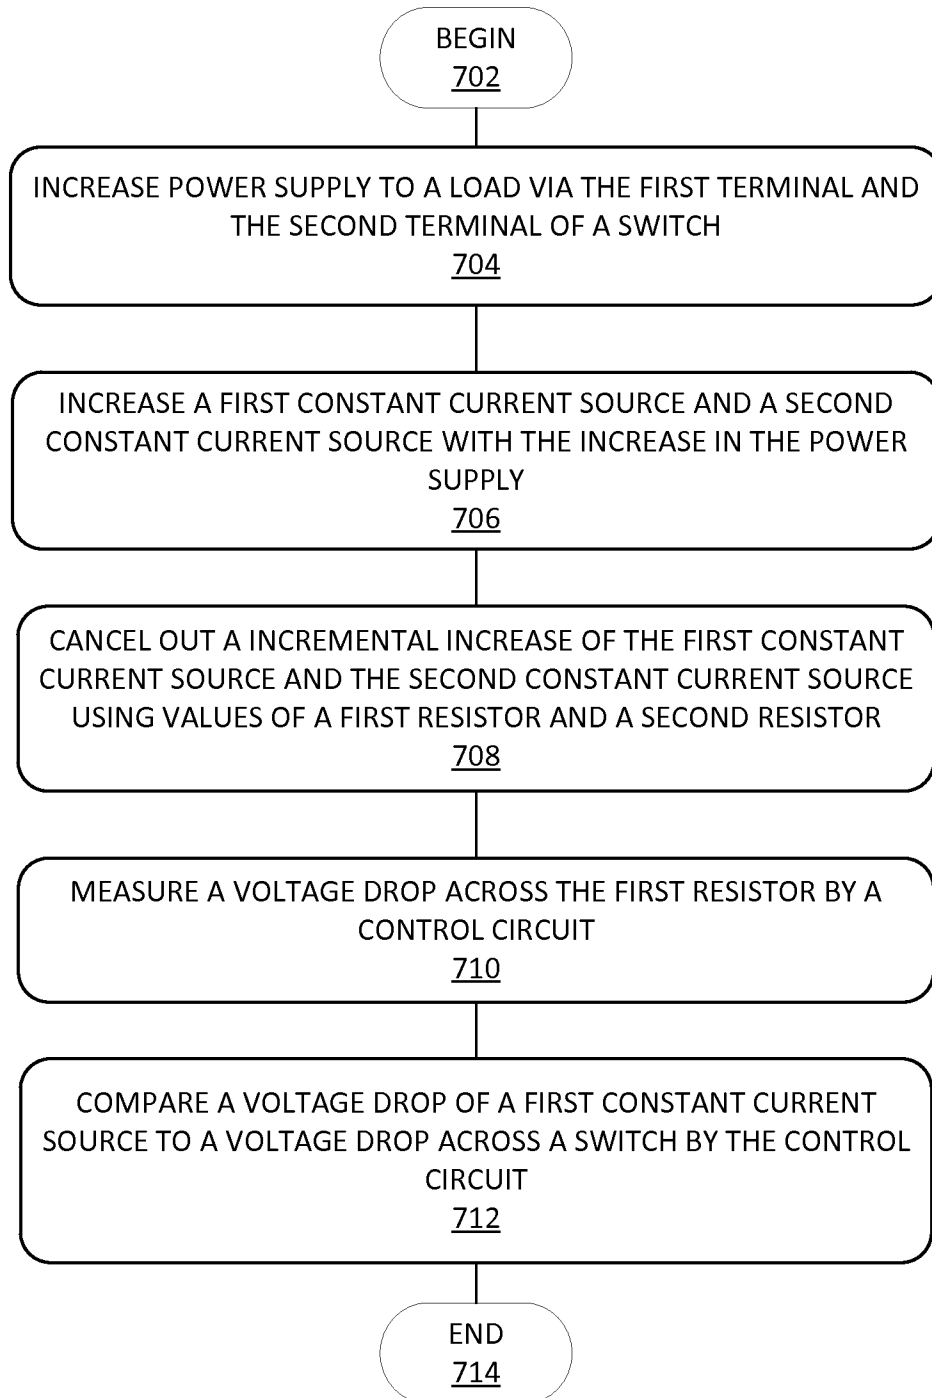 BEGIN
702
INCREASE POWER SUPPLY TO A LOAD VIA THE FIRST TERMINAL AND
THE SECOND TERMINAL OF A SWITCH
704
INCREASE A FIRST CONSTANT CURRENT SOURCE AND A SECOND
CONSTANT CURRENT SOURCE WITH THE INCREASE IN THE POWER
SUPPLY
706
CANCEL OUT A INCREMENTAL INCREASE OF THE FIRST CONSTANT
CURRENT SOURCE AND THE SECOND CONSTANT CURRENT SOURCE
USING VALUES OF A FIRST RESISTOR AND A SECOND RESISTOR
708
MEASURE A VOLTAGE DROP ACROSS THE FIRST RESISTOR BY A
CONTROL CIRCUIT
710
COMPARE A VOLTAGE DROP OF A FIRST CONSTANT CURRENT
SOURCE TO A VOLTAGE DROP ACROSS A SWITCH BY THE CONTROL
CIRCUIT
712
END
714